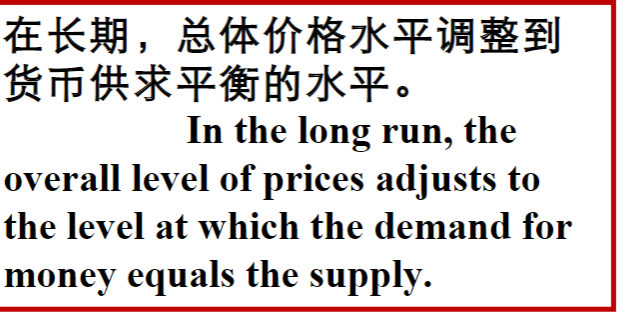 在长期，总体价格水平调整到
货币供求平衡的水平。
In the long run, the
overall level of prices adjusts to
the level at which the demand for
money equals the supply.